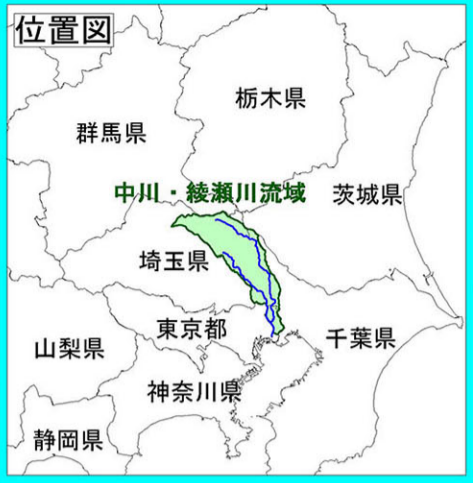 位置図
栃木県
群馬県
中川・綾瀬川流域
茨城県
埼玉県
東京都
千葉県
山梨県
神奈川県
静岡県